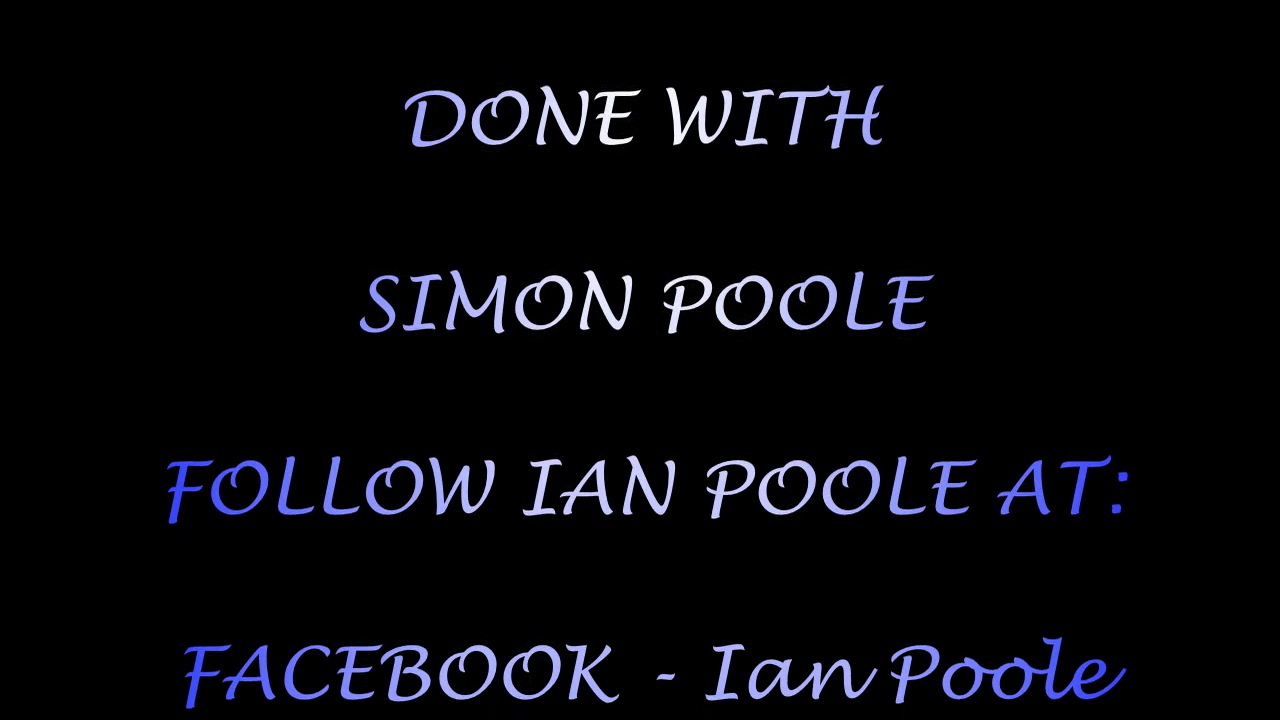 DONE WITH
SIMON POOLE
FOLLOW IAN POOLE AT:
FACEBOOK - Ian Poole